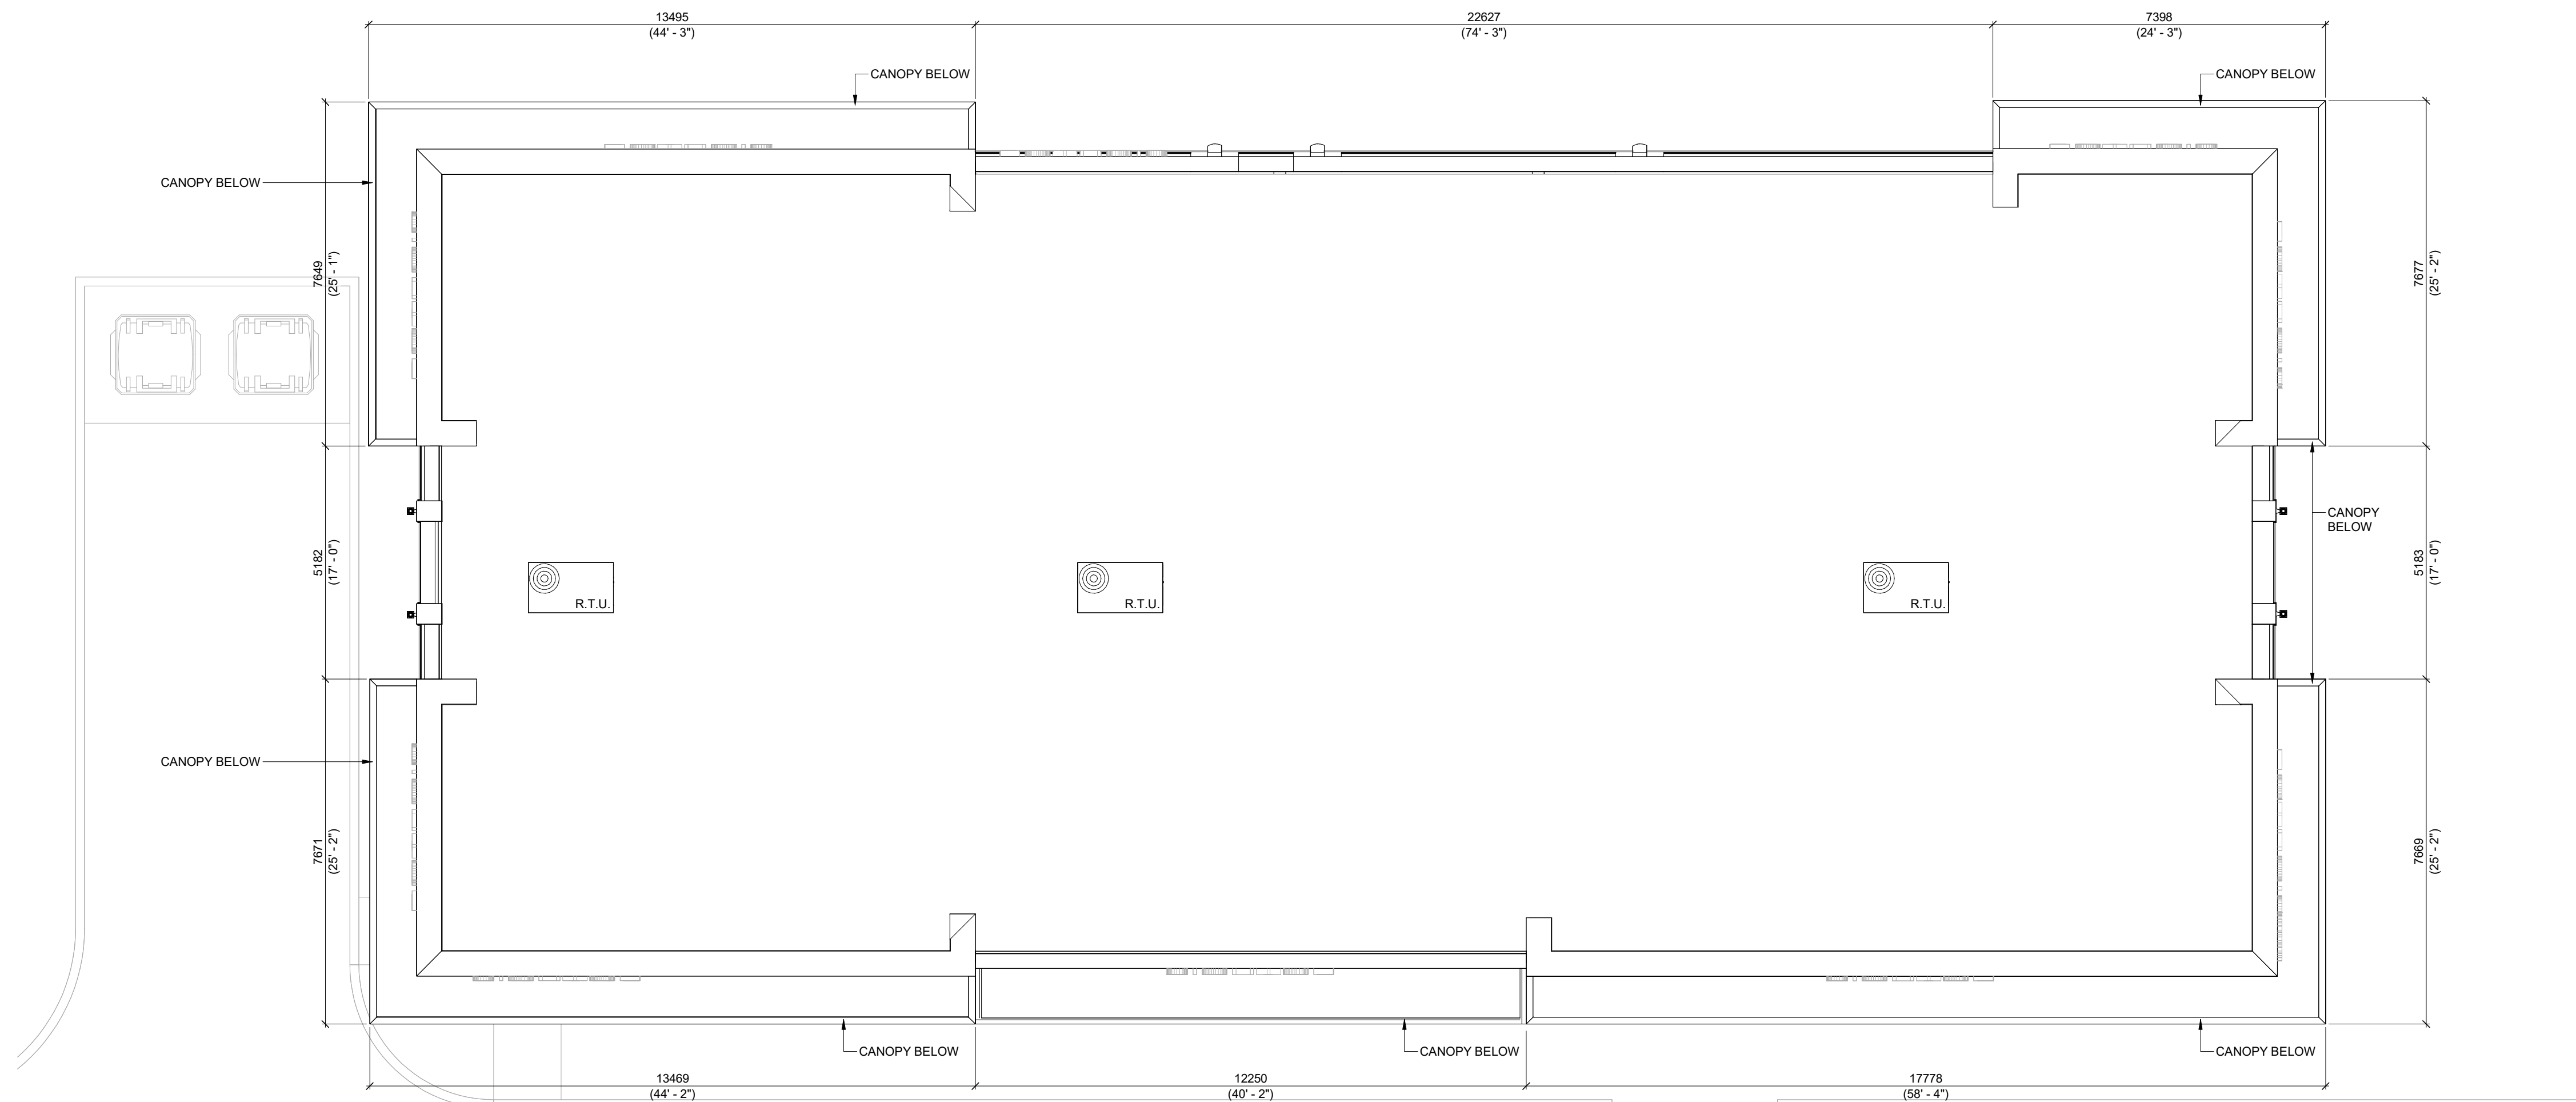 13495
(44' - 3")
22627
(74' - 3")
7398
(24' - 3")
CANOPY BELOW
CANOPY BELOW
CANOPY BELOW
7649
(25' - 1")
7677
(25' - 2")
CANOPY
BELOW
5182
(17' - 0")
5183
(17' - 0")
R.T.U.
R.T.U.
R.T.U.
CANOPY BELOW
7671
(25' - 2")
7669
(25' - 2")
CANOPY BELOW
CANOPY BELOW
CANOPY BELOW
13469
(44' - 2")
12250
(40' - 2")
17778
(58' - 4")